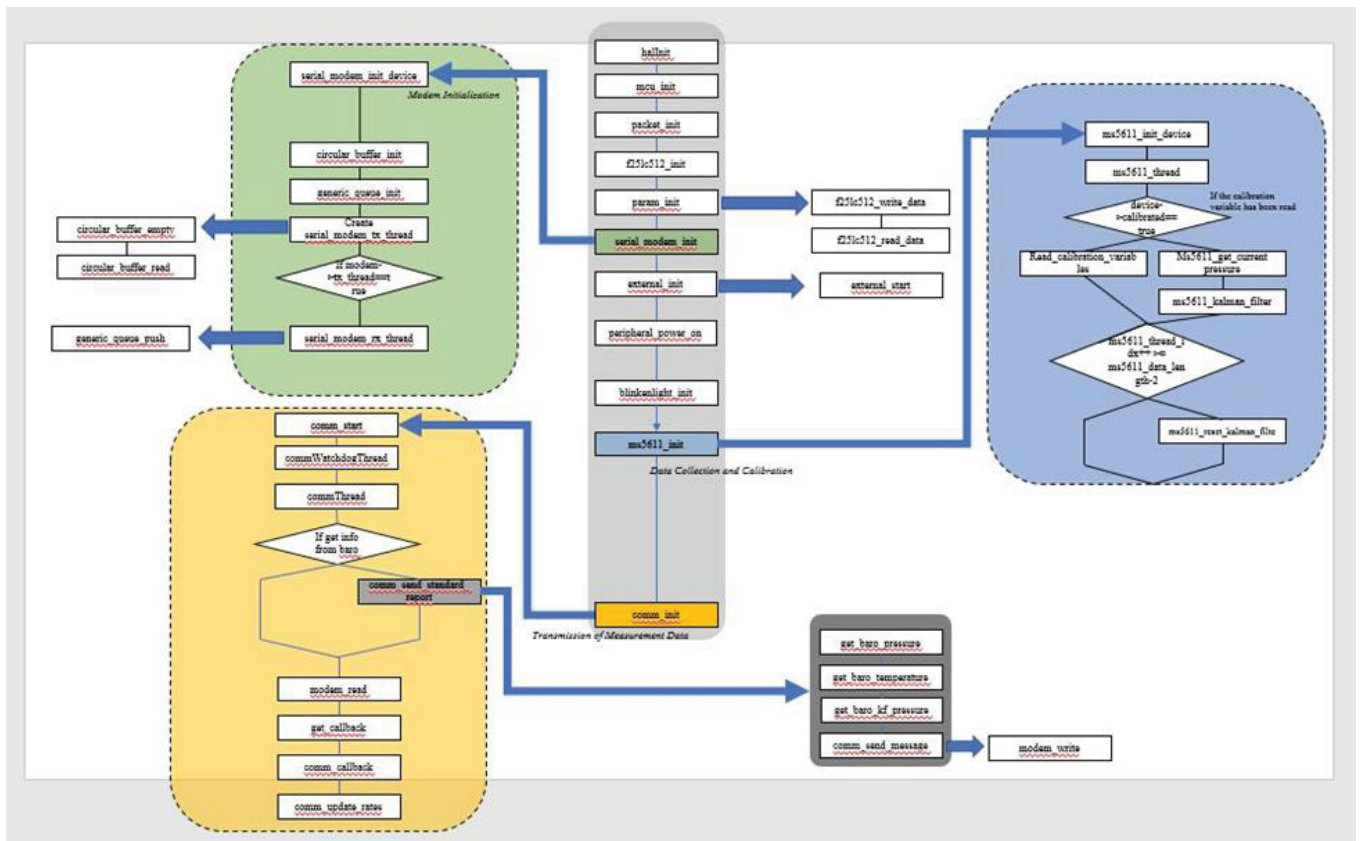 halInit
mcu_init
packet_init
f25lc512_init
param_init
serial_modem_init
external_init
peripheral_power_on
blinkenlight_init
ms5611_init
Data Collection and Calibration
comm_init
Transmission of Measurement Data
serial_modem_init_device
Modem Initialization
circular_buffer_init
generic_queue_init
Create
serial_modem_tx_thread
If modem-
>tx_thread==t
rue
serial_modem_rx_thread
circular_buffer_empty
circular_buffer_read
generic_queue_push
f25lc512_write_data
f25lc512_read_data
external_start
ms5611_init_device
ms5611_thread
If the calibration
variable has been read
device-
>calibrated==
true
Read_calibration_variab
les
Ms5611_get_current
pressure
ms5611_kalman_filter
ms5611_thread_i
dx++ >=
ms5611_data_len
gth-2
ms5611_reset_kalman_filter
comm_start
commWatchdogThread
commThread
If get info
from baro
comm_send_standard_
report
modem_read
get_callback
comm_callback
comm_update_rates
get_baro_pressure
get_baro_temperature
get_baro_kf_pressure
comm_send_message
modem_write